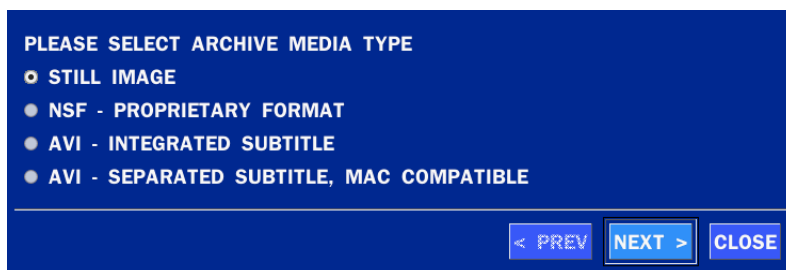 PLEASE SELECT ARCHIVE MEDIA TYPE
STILL IMAGE
NSF - PROPRIETARY FORMAT
AVI - INTEGRATED SUBTITLE
AVI - SEPARATED SUBTITLE, MAC COMPATIBLE
< PREV NEXT > CLOSE